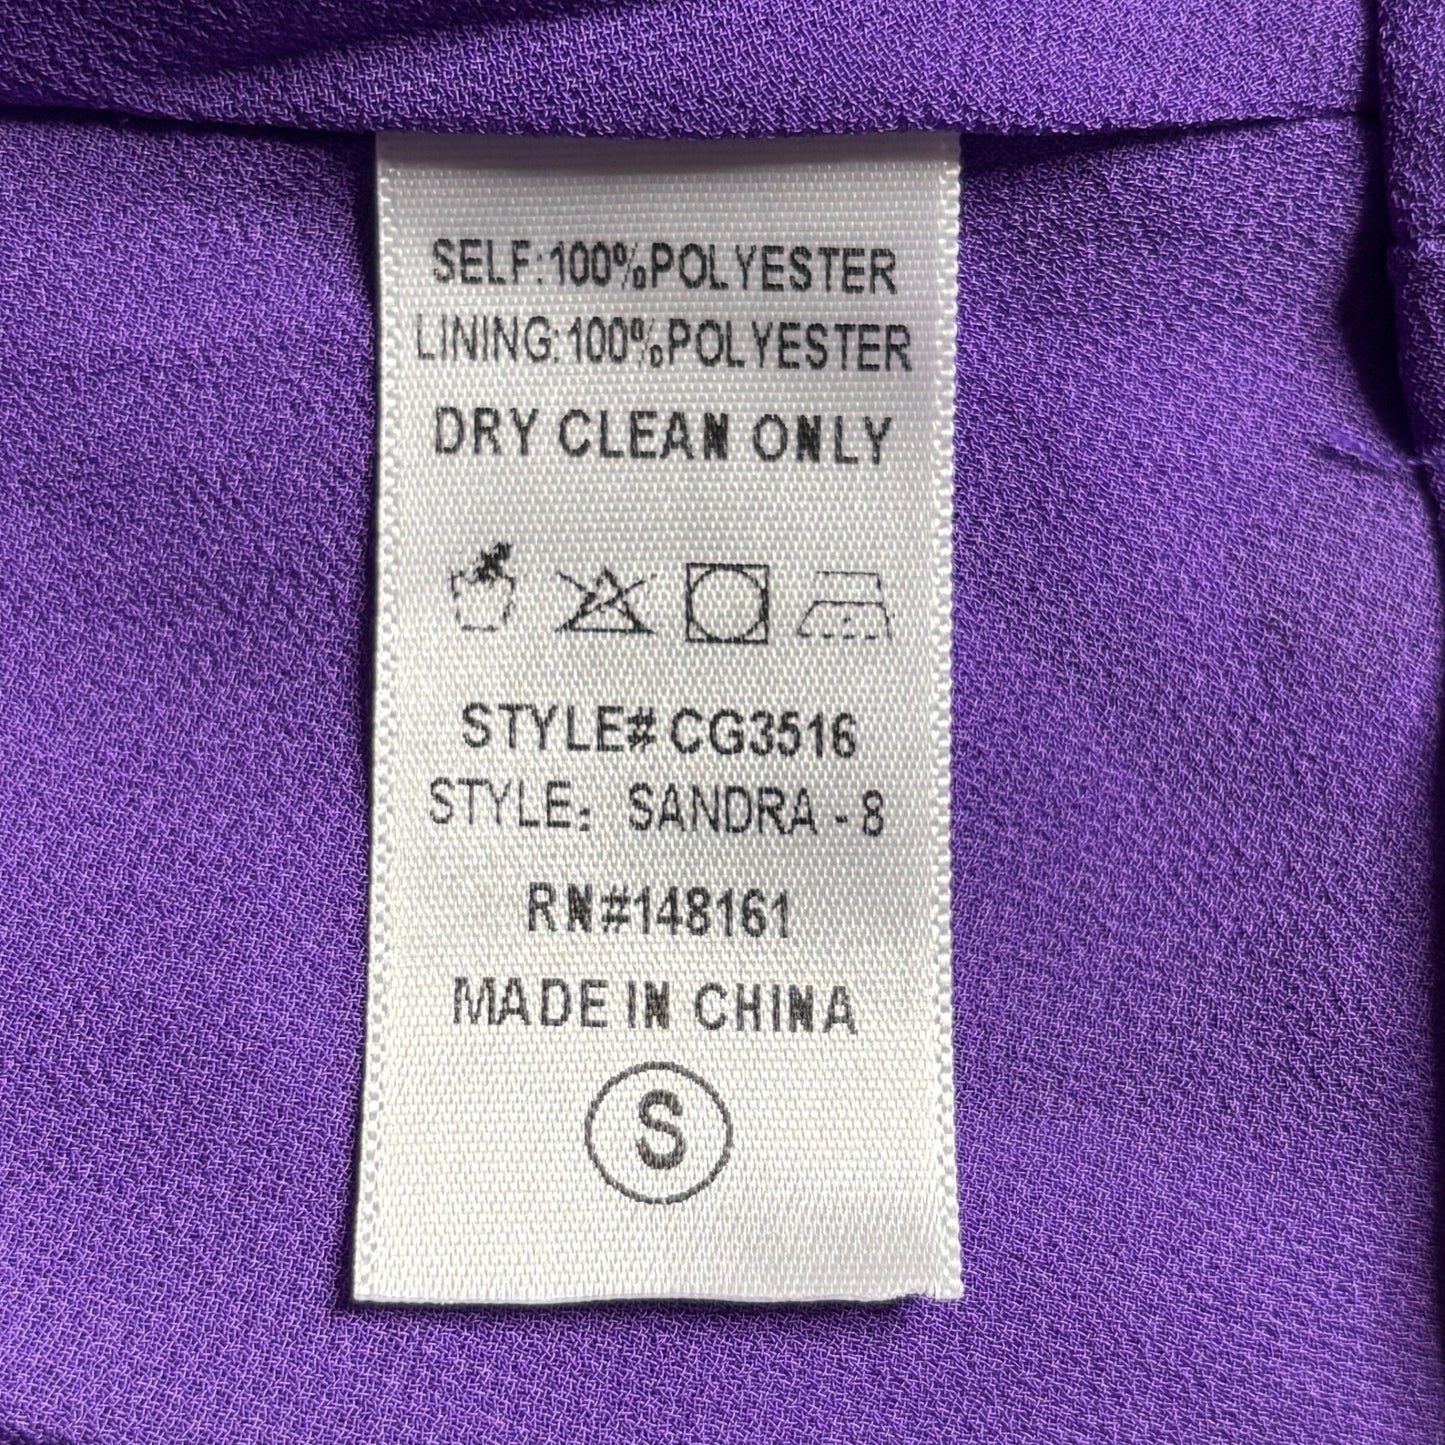 SELF:100%POLYESTER
LINING:100%POLYESTER
DRY CLEAN ONLY
STYLE# CG3516
STYLE: SANDRA - 8
RN#148161
MADE IN CHINA
S